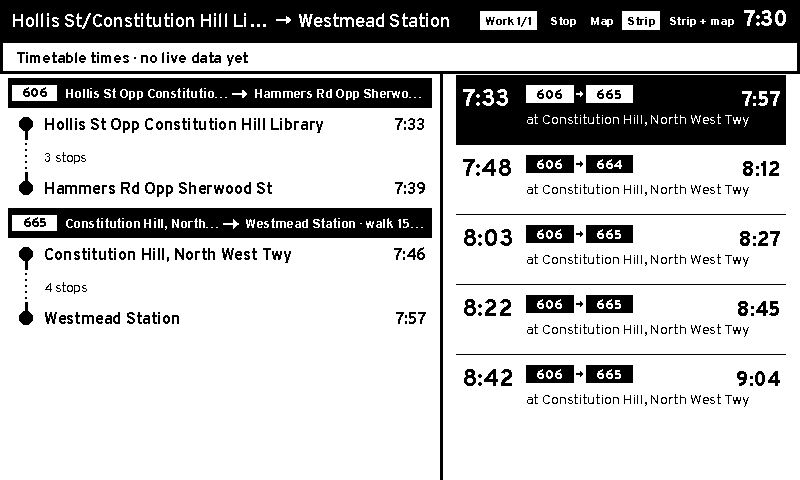 Hollis St/Constitution Hill Li... → Westmead Station Work 1/1 Stop Map Strip Strip + map 7:30
Timetable times · no live data yet
606 Hollis St Opp Constitutio... → Hammers Rd Opp Sherwo...
Hollis St Opp Constitution Hill Library 7:33
3 stops
Hammers Rd Opp Sherwood St 7:39
665 Constitution Hill, North... → Westmead Station · walk 15...
Constitution Hill, North West Twy 7:46
4 stops
Westmead Station 7:57
7:33 606 → 665 7:57
at Constitution Hill, North West Twy
7:48 606 → 664 8:12
at Constitution Hill, North West Twy
8:03 606 → 665 8:27
at Constitution Hill, North West Twy
8:22 606 → 665 8:45
at Constitution Hill, North West Twy
8:42 606 → 665 9:04
at Constitution Hill, North West Twy